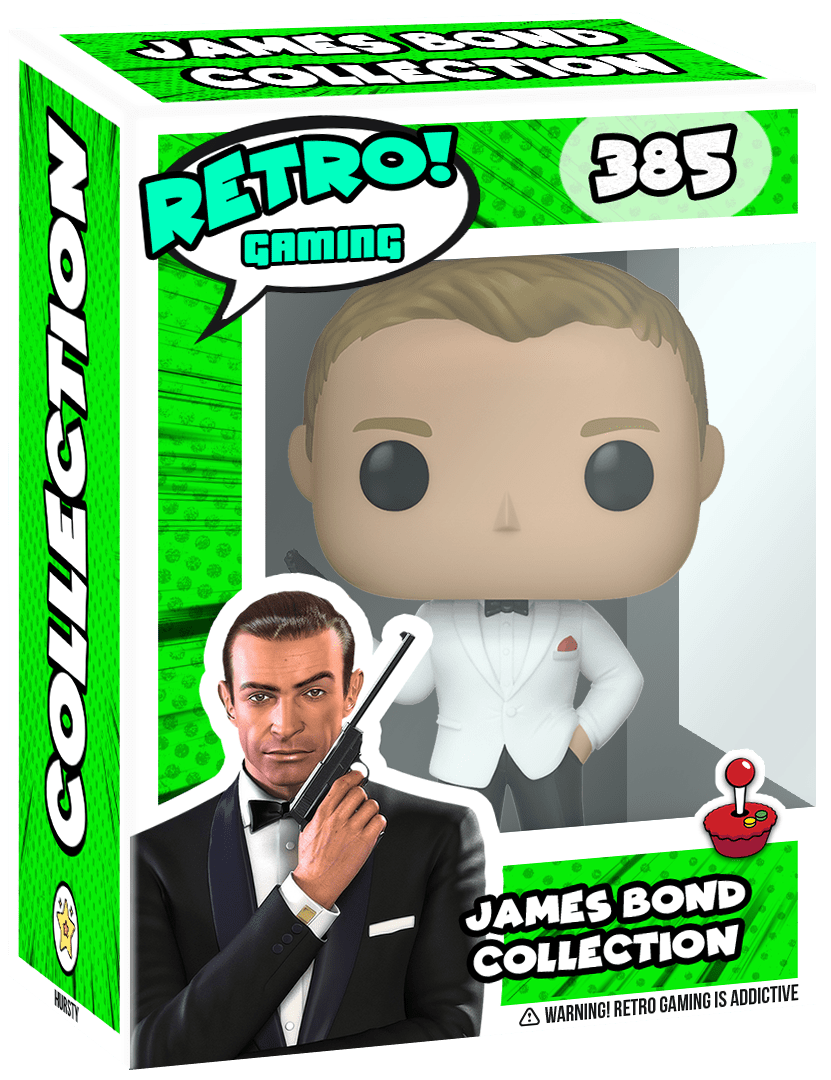 JAMES BOND
COLLECTION
COLLECTION
RETRO!
GAMING
385
JAMES BOND
COLLECTION
⚠ WARNING! RETRO GAMING IS ADDICTIVE
HURSTY